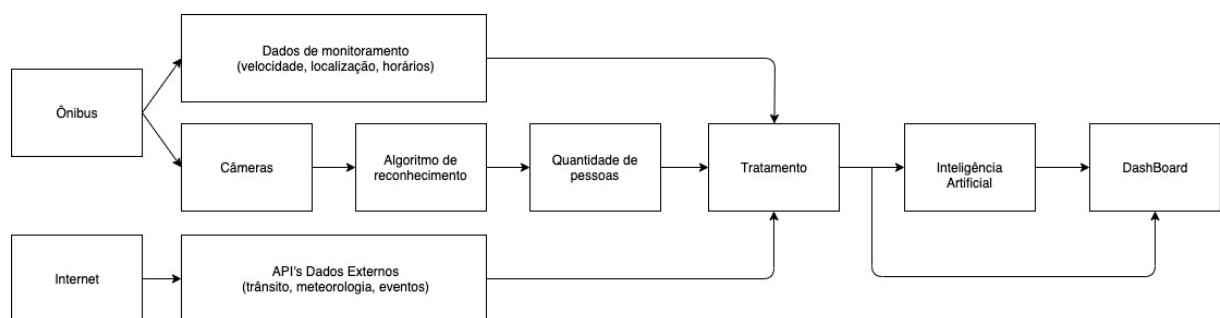 Dados de monitoramento
(velocidade, localização, horários)
Ônibus
Câmeras
Algoritmo de
reconhecimento
Quantidade de
pessoas
Tratamento
Inteligência
Artificial
DashBoard
Internet
API's Dados Externos
(trânsito, meteorologia, eventos)